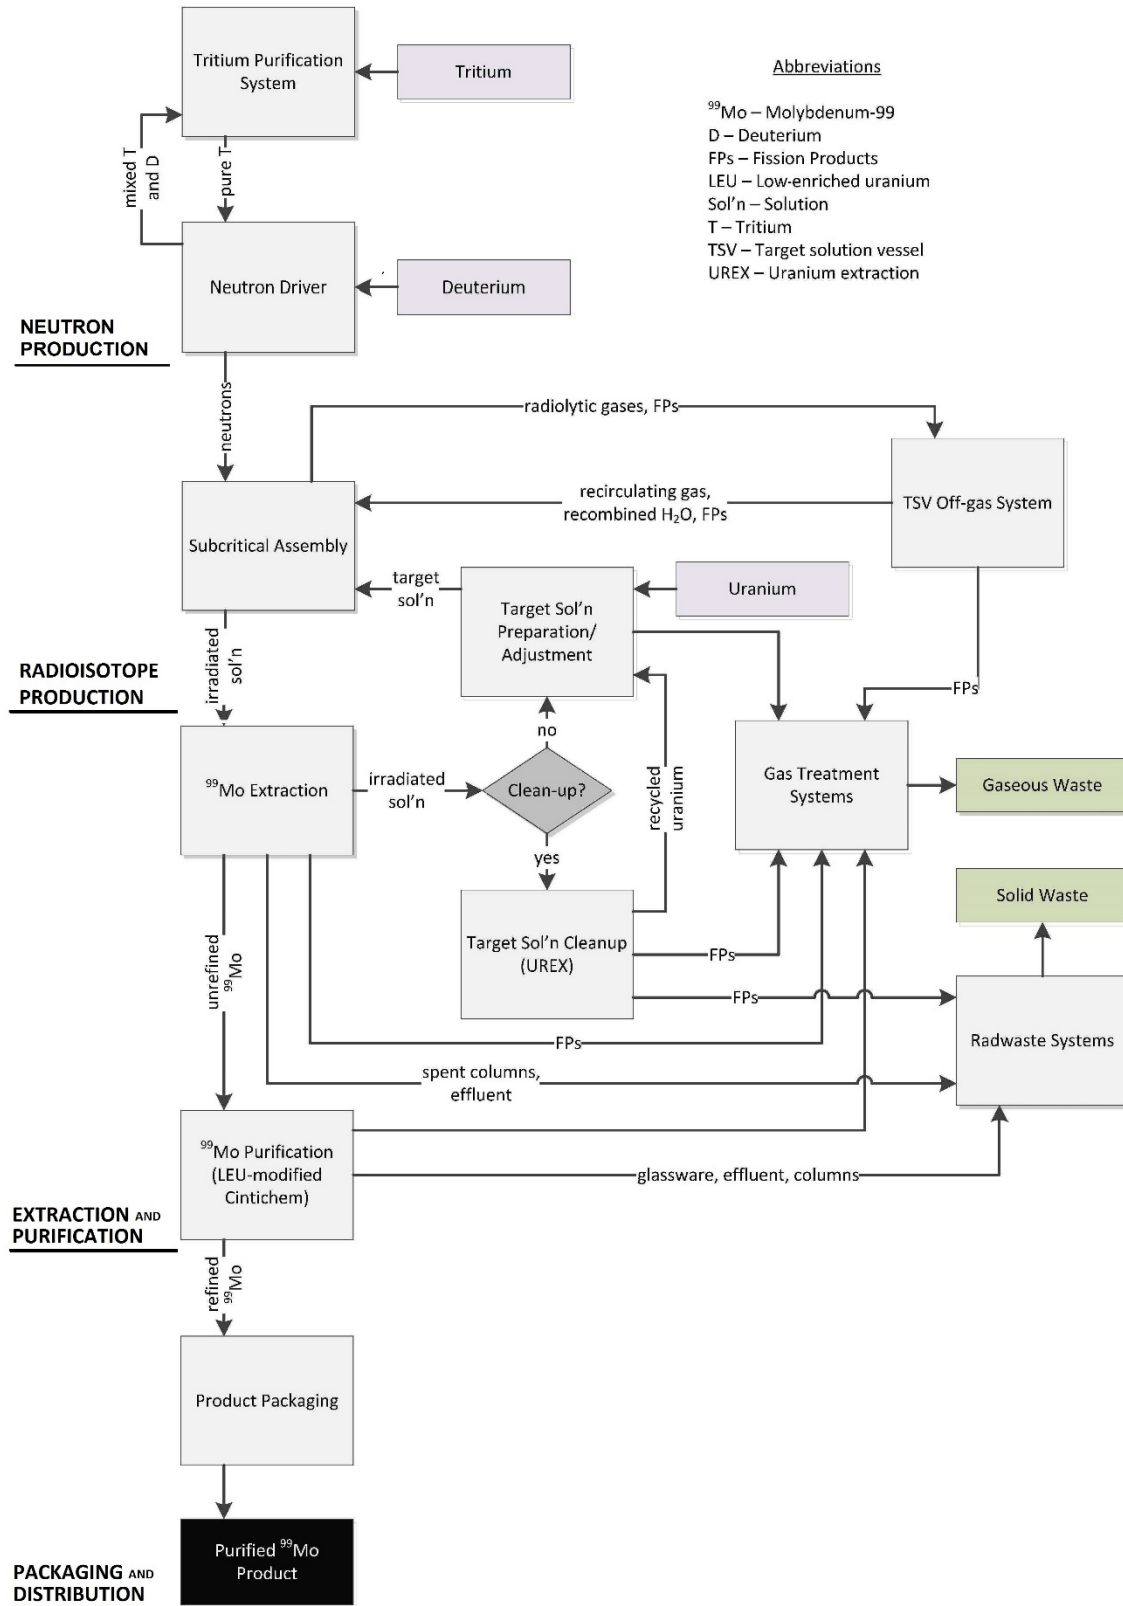 Tritium Purification
System
Tritium
Abbreviations
⁹⁹Mo – Molybdenum-99
D – Deuterium
FPs – Fission Products
LEU – Low-enriched uranium
Sol’n – Solution
T – Tritium
TSV – Target solution vessel
UREX – Uranium extraction
mixed T
and D
pure T
Neutron Driver
Deuterium
NEUTRON
PRODUCTION
neutrons
radiolytic gases, FPs
Subcritical Assembly
recirculating gas,
recombined H₂O, FPs
TSV Off-gas System
target
sol’n
Target Sol’n
Preparation/
Adjustment
Uranium
irradiated
sol’n
RADIOISOTOPE
PRODUCTION
FPs
no
⁹⁹Mo Extraction
irradiated
sol’n
Clean-up?
recycled
uranium
Gas Treatment
Systems
Gaseous Waste
yes
Solid Waste
Target Sol’n Cleanup
(UREX)
FPs
FPs
unrefined
⁹⁹Mo
Radwaste Systems
FPs
spent columns,
effluent
⁹⁹Mo Purification
(LEU-modified
Cintichem)
glassware, effluent, columns
EXTRACTION AND
PURIFICATION
refined
⁹⁹Mo
Product Packaging
Purified ⁹⁹Mo
Product
PACKAGING AND
DISTRIBUTION